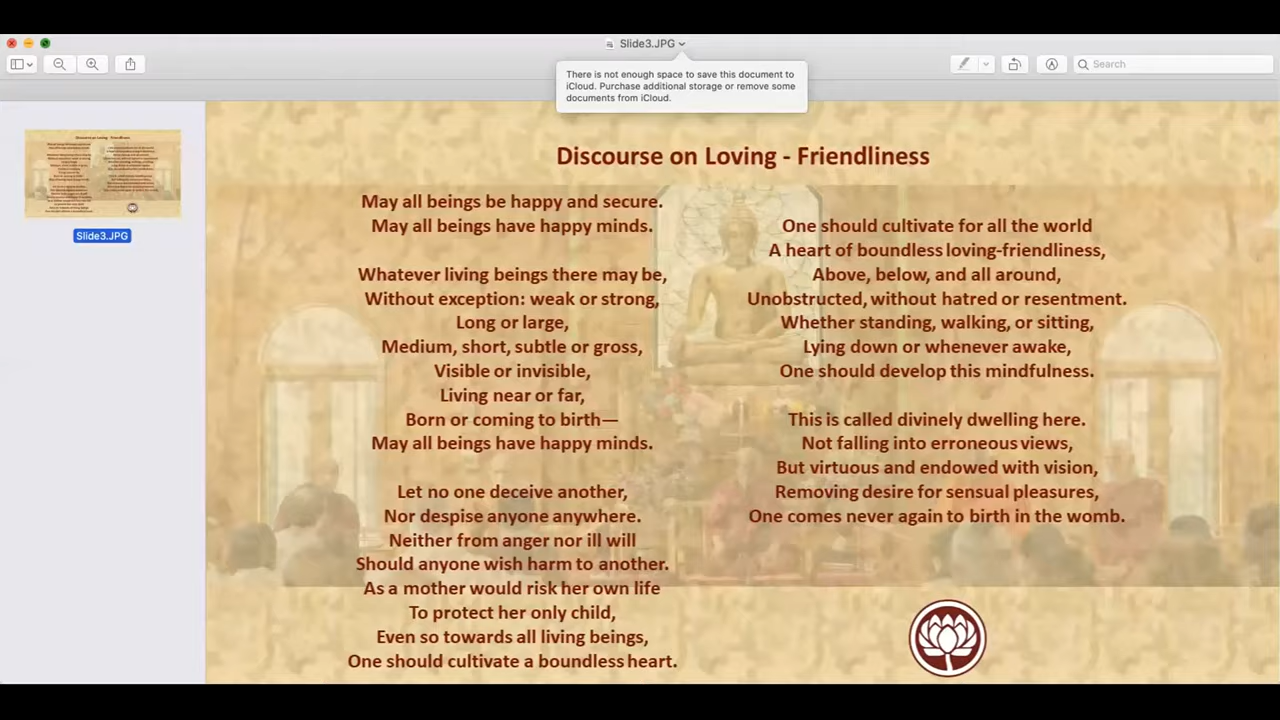 Slide3.JPG
There is not enough space to save this document to
iCloud. Purchase additional storage or remove some
documents from iCloud.
Search
Slide3.JPG
Discourse on Loving - Friendliness
May all beings be happy and secure.
May all beings have happy minds.
Whatever living beings there may be,
Without exception: weak or strong,
Long or large,
Medium, short, subtle or gross,
Visible or invisible,
Living near or far,
Born or coming to birth—
May all beings have happy minds.
Let no one deceive another,
Nor despise anyone anywhere.
Neither from anger nor ill will
Should anyone wish harm to another.
As a mother would risk her own life
To protect her only child,
Even so towards all living beings,
One should cultivate a boundless heart.
One should cultivate for all the world
A heart of boundless loving-friendliness,
Above, below, and all around,
Unobstructed, without hatred or resentment.
Whether standing, walking, or sitting,
Lying down or whenever awake,
One should develop this mindfulness.
This is called divinely dwelling here.
Not falling into erroneous views,
But virtuous and endowed with vision,
Removing desire for sensual pleasures,
One comes never again to birth in the womb.